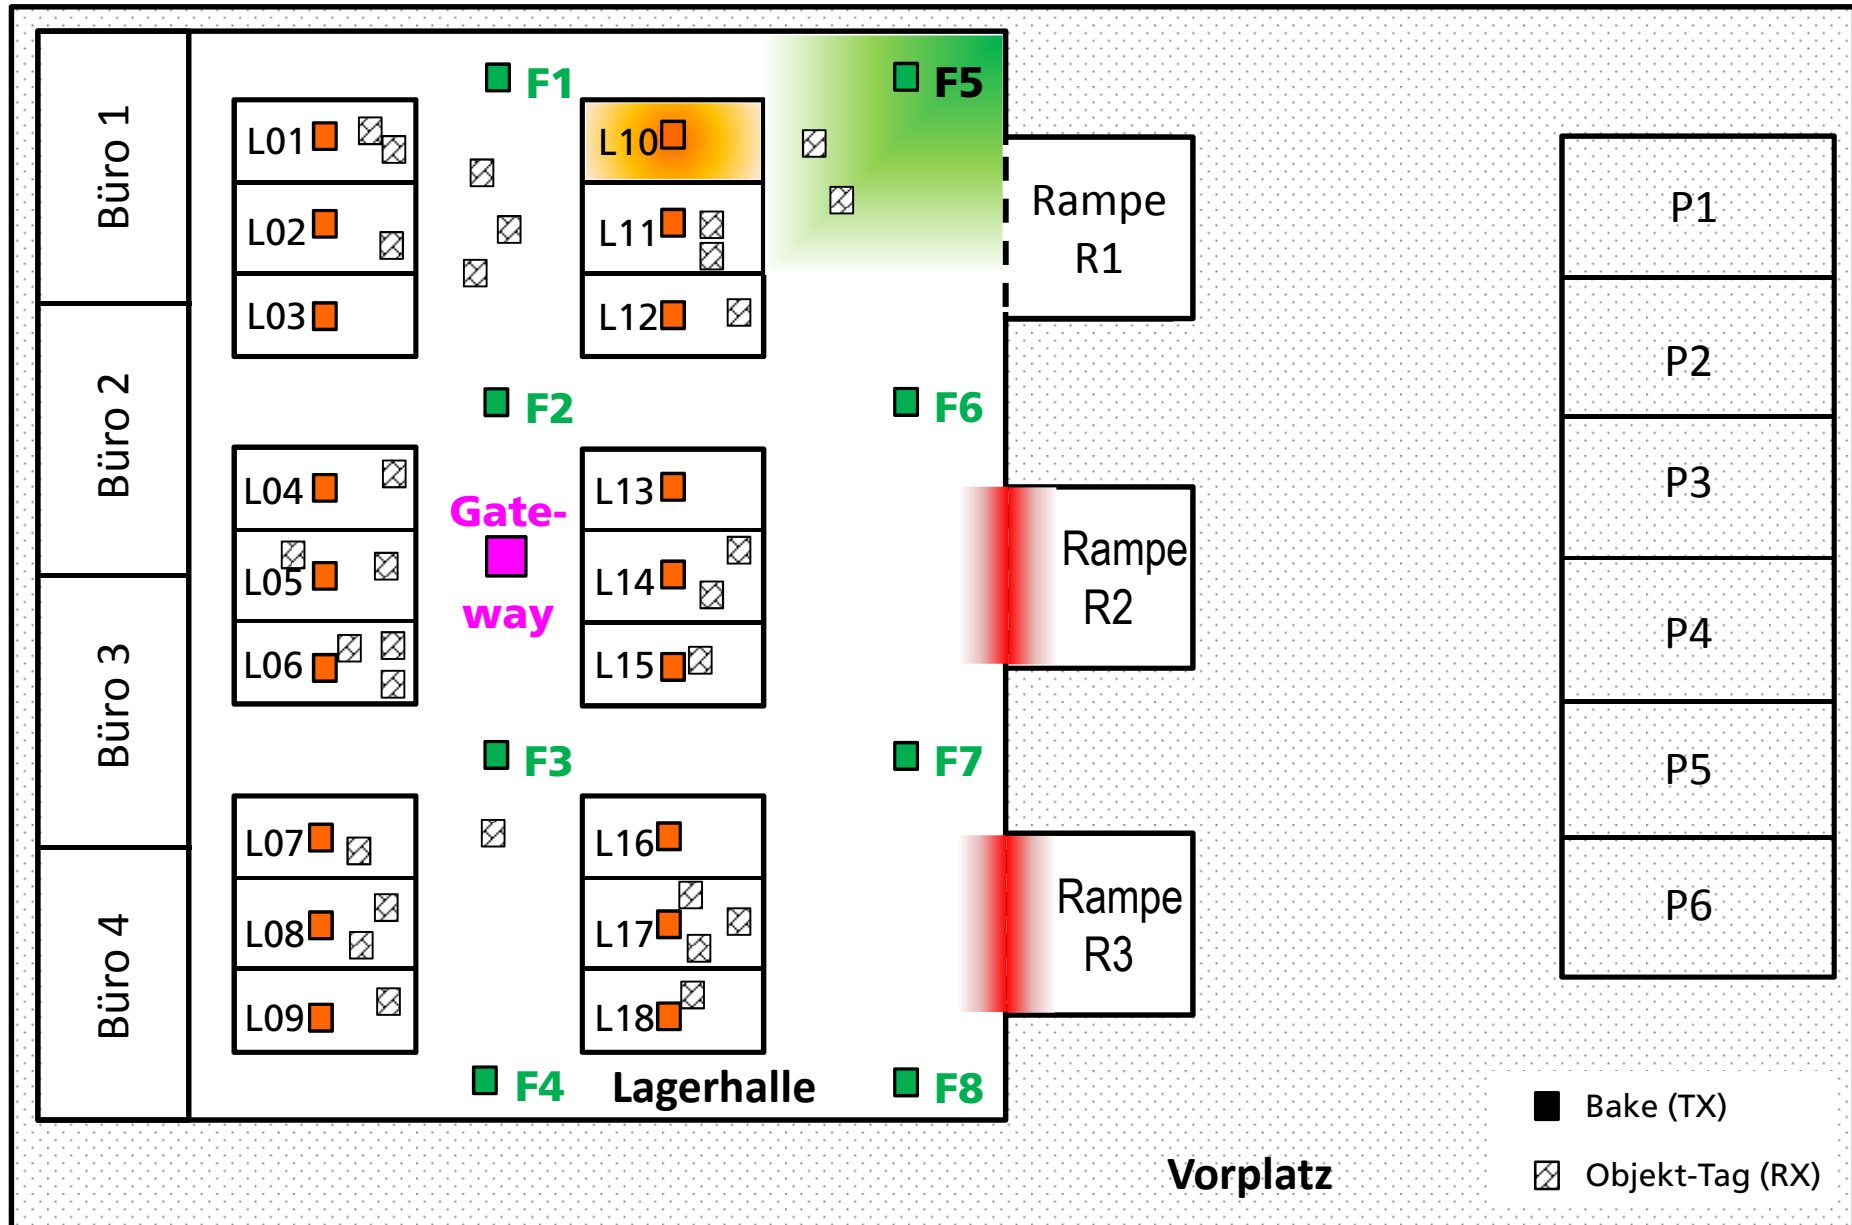 Büro 1
Büro 2
Büro 3
Büro 4
L01
L02
L03
L04
L05
L06
L07
L08
L09
F1
F2
Gate-
way
F3
F4
L10
L11
L12
L13
L14
L15
L16
L17
L18
Lagerhalle
F5
F6
F7
F8
Rampe
R1
Rampe
R2
Rampe
R3
P1
P2
P3
P4
P5
P6
Vorplatz
Bake (TX)
Objekt-Tag (RX)